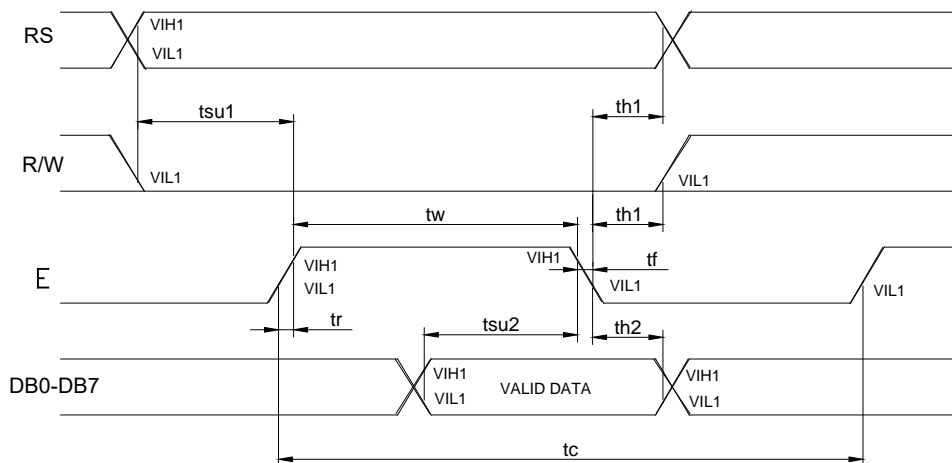 RS
VIH1
VIL1
tsu1
th1
R/W
VIL1
VIL1
tw
th1
E
VIH1
VIL1
VIH1
tf
VIL1
VIL1
tr
tsu2
th2
DB0-DB7
VIH1
VIL1
VALID DATA
VIH1
VIL1
tc